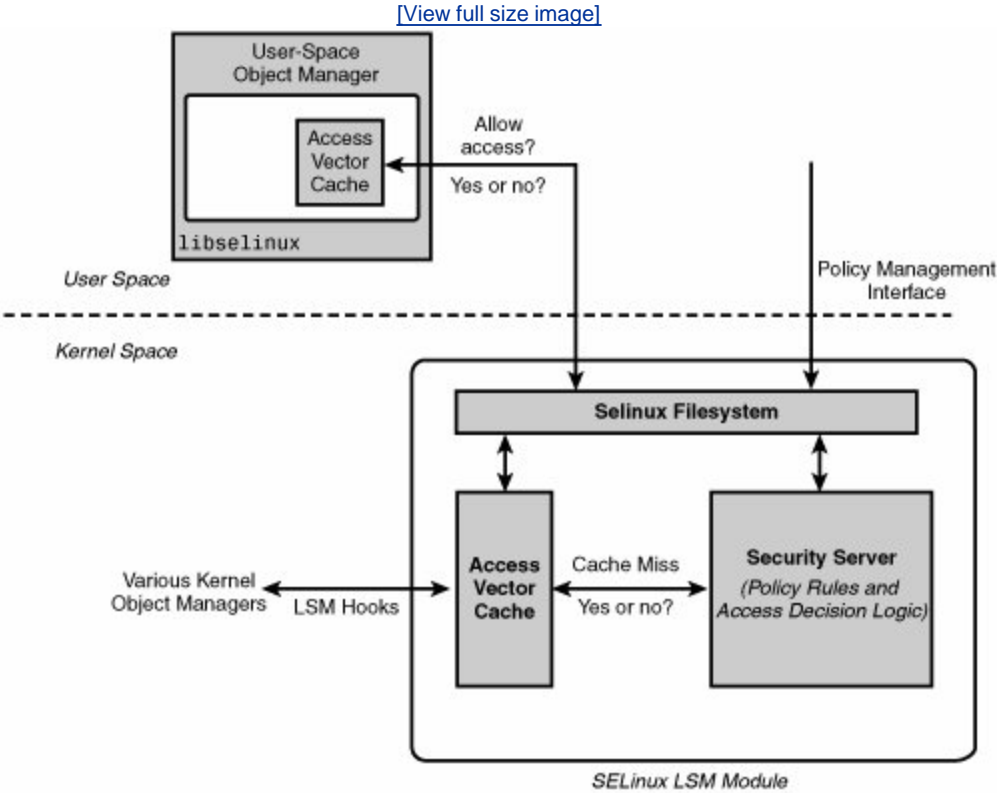 [View full size image]
User-Space
Object Manager
Access
Vector
Cache
libselinux
Allow
access?
Yes or no?
Policy Management
Interface
User Space
Kernel Space
Selinux Filesystem
Various Kernel
Object Managers
LSM Hooks
Access
Vector
Cache
Cache Miss
Yes or no?
Security Server
(Policy Rules and
Access Decision Logic)
SELinux LSM Module